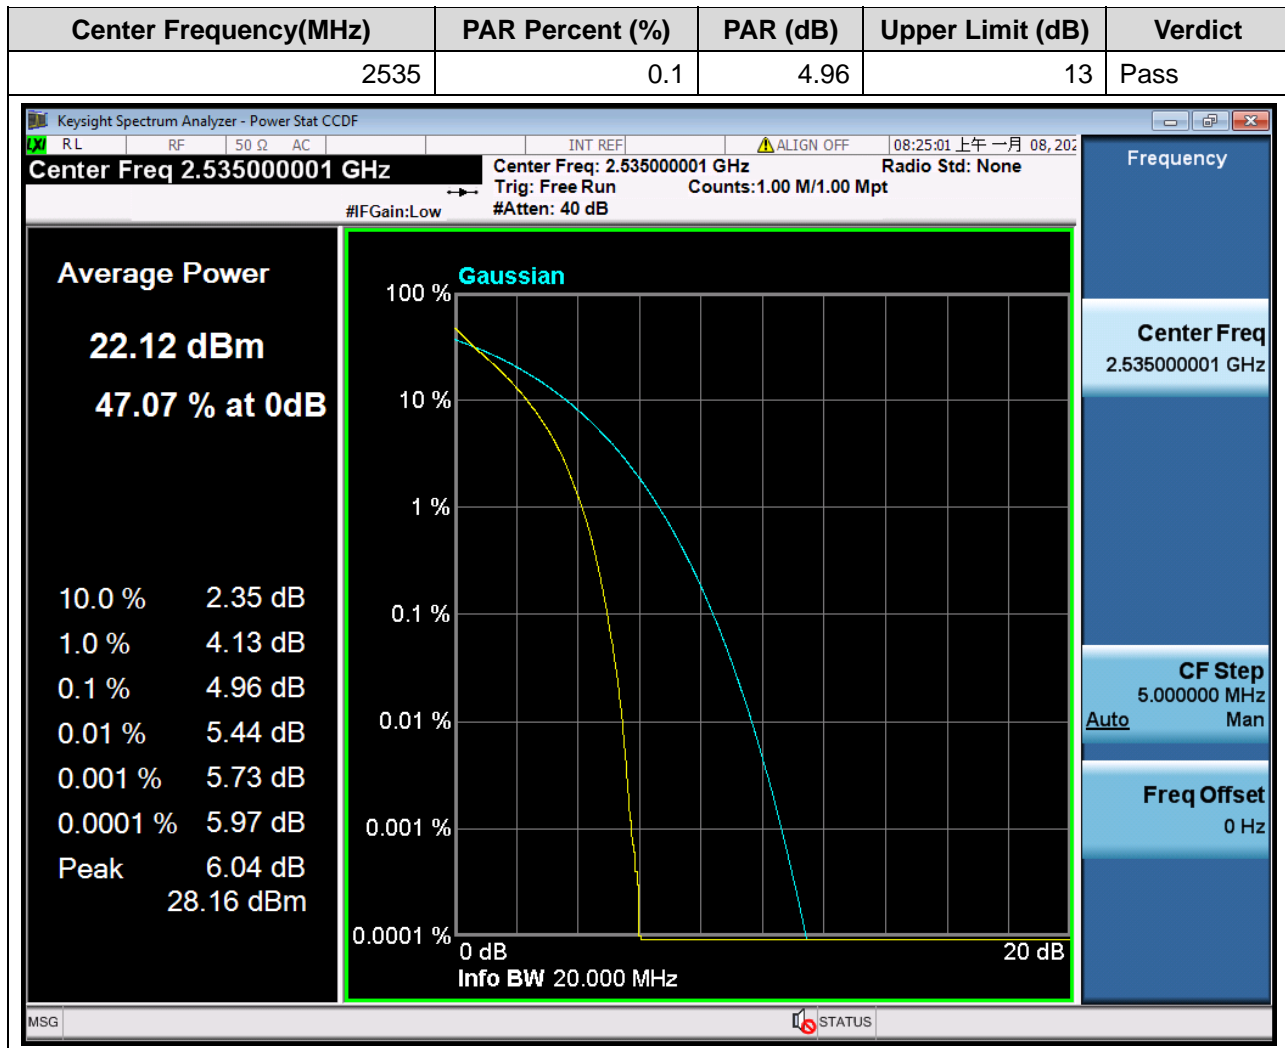 Center Frequency(MHz) PAR Percent (%) PAR (dB) Upper Limit (dB) Verdict
2535 0.1 4.96 13 Pass
Keysight Spectrum Analyzer - Power Stat CCDF
LXI RL RF 50 Ω AC INT REF ALIGN OFF 08:25:01 上午 一月 08, 202
Center Freq 2.535000001 GHz
Center Freq: 2.535000001 GHz Radio Std: None
Trig: Free Run Counts:1.00 M/1.00 Mpt
#IFGain:Low #Atten: 40 dB
Average Power
22.12 dBm
47.07 % at 0dB
10.0 % 2.35 dB
1.0 % 4.13 dB
0.1 % 4.96 dB
0.01 % 5.44 dB
0.001 % 5.73 dB
0.0001 % 5.97 dB
Peak 6.04 dB
28.16 dBm
Gaussian
100 %
10 %
1 %
0.1 %
0.01 %
0.001 %
0.0001 %
0 dB 20 dB
Info BW 20.000 MHz
Frequency
Center Freq
2.535000001 GHz
CF Step
5.000000 MHz
Auto Man
Freq Offset
0 Hz
MSG STATUS